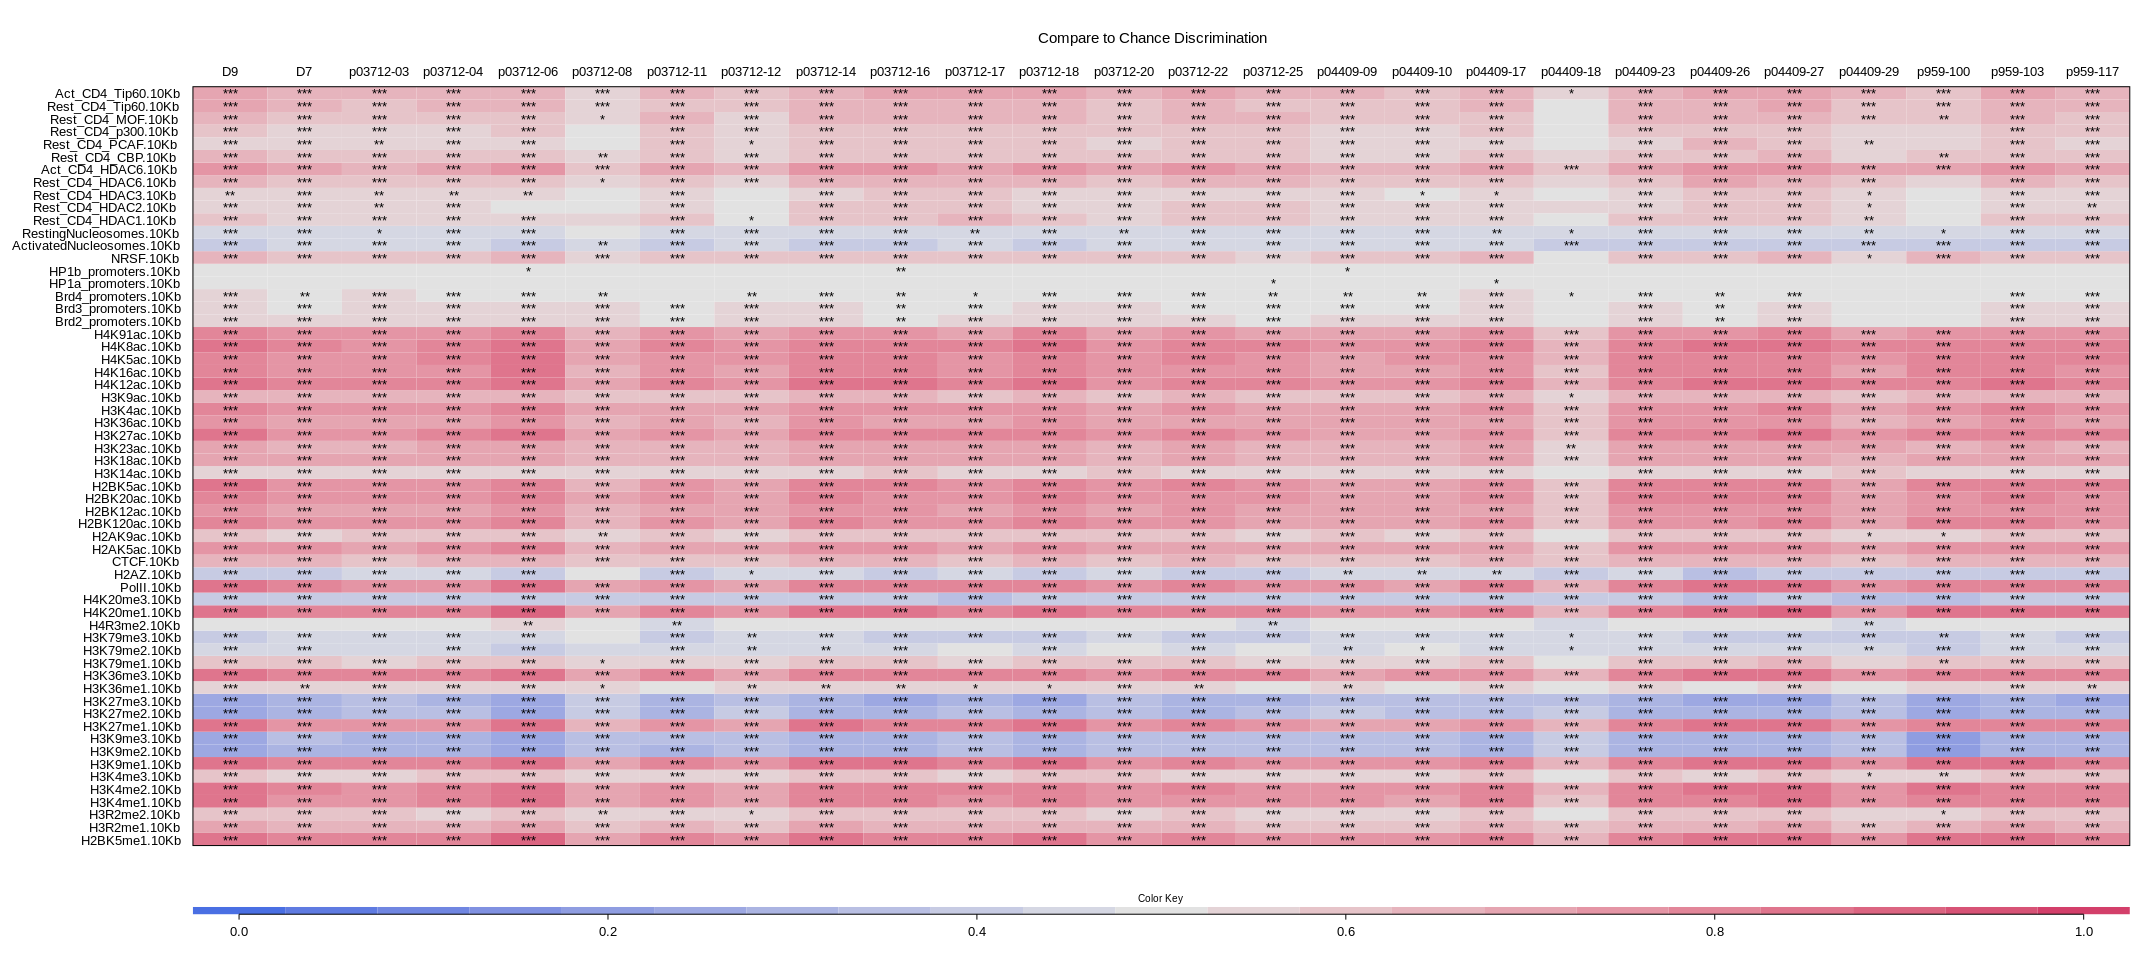 Compare to Chance Discrimination
D9 D7 p03712-03 p03712-04 p03712-06 p03712-08 p03712-11 p03712-12 p03712-14 p03712-16 p03712-17 p03712-18 p03712-20 p03712-22 p03712-25 p04409-09 p04409-10 p04409-17 p04409-18 p04409-23 p04409-26 p04409-27 p04409-29 p959-100 p959-103 p959-117
Act_CD4_Tip60.10Kb
Rest_CD4_Tip60.10Kb
Rest_CD4_MOF.10Kb
Rest_CD4_p300.10Kb
Rest_CD4_PCAF.10Kb
Rest_CD4_CBP.10Kb
Act_CD4_HDAC6.10Kb
Rest_CD4_HDAC6.10Kb
Rest_CD4_HDAC3.10Kb
Rest_CD4_HDAC2.10Kb
Rest_CD4_HDAC1.10Kb
RestingNucleosomes.10Kb
ActivatedNucleosomes.10Kb
NRSF.10Kb
HP1b_promoters.10Kb
HP1a_promoters.10Kb
Brd4_promoters.10Kb
Brd3_promoters.10Kb
Brd2_promoters.10Kb
H4K91ac.10Kb
H4K8ac.10Kb
H4K5ac.10Kb
H4K16ac.10Kb
H4K12ac.10Kb
H3K9ac.10Kb
H3K4ac.10Kb
H3K36ac.10Kb
H3K27ac.10Kb
H3K23ac.10Kb
H3K18ac.10Kb
H3K14ac.10Kb
H2BK5ac.10Kb
H2BK20ac.10Kb
H2BK12ac.10Kb
H2BK120ac.10Kb
H2AK9ac.10Kb
H2AK5ac.10Kb
CTCF.10Kb
H2AZ.10Kb
PolII.10Kb
H4K20me3.10Kb
H4K20me1.10Kb
H4R3me2.10Kb
H3K79me3.10Kb
H3K79me2.10Kb
H3K79me1.10Kb
H3K36me3.10Kb
H3K36me1.10Kb
H3K27me3.10Kb
H3K27me2.10Kb
H3K27me1.10Kb
H3K9me3.10Kb
H3K9me2.10Kb
H3K9me1.10Kb
H3K4me3.10Kb
H3K4me2.10Kb
H3K4me1.10Kb
H3R2me2.10Kb
H3R2me1.10Kb
H2BK5me1.10Kb
Color Key
0.0 0.2 0.4 0.6 0.8 1.0